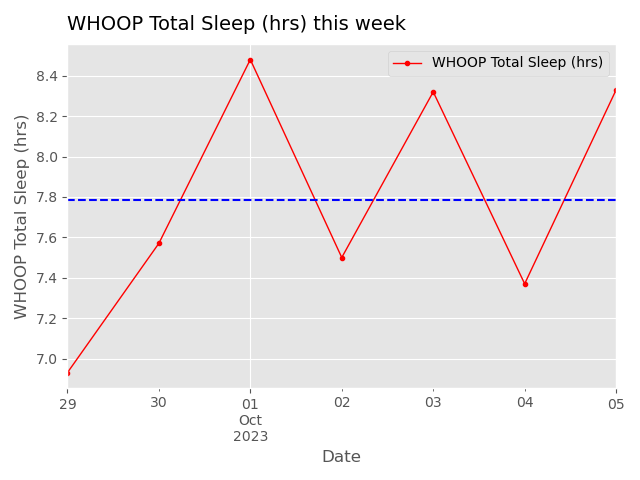 WHOOP Total Sleep (hrs) this week
WHOOP Total Sleep (hrs)
WHOOP Total Sleep (hrs)
8.4
8.2
8.0
7.8
7.6
7.4
7.2
7.0
29 30 01 02 03 04 05
Oct
2023
Date